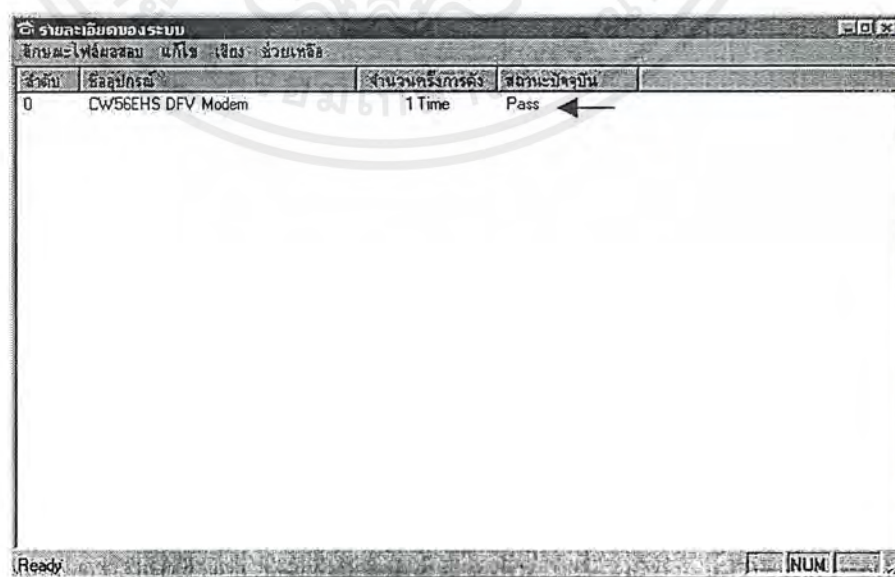 รายละเอียดของระบบ
ลักษณะไฟล์ผลสอบ แก้ไข เสียง ช่วยเหลือ
ลำดับ ชื่ออุปกรณ์ จำนวนครั้งการดัง สถานะปัจจุบัน
0 CW56EHS DFV Modem 1 Time Pass
Ready NUM